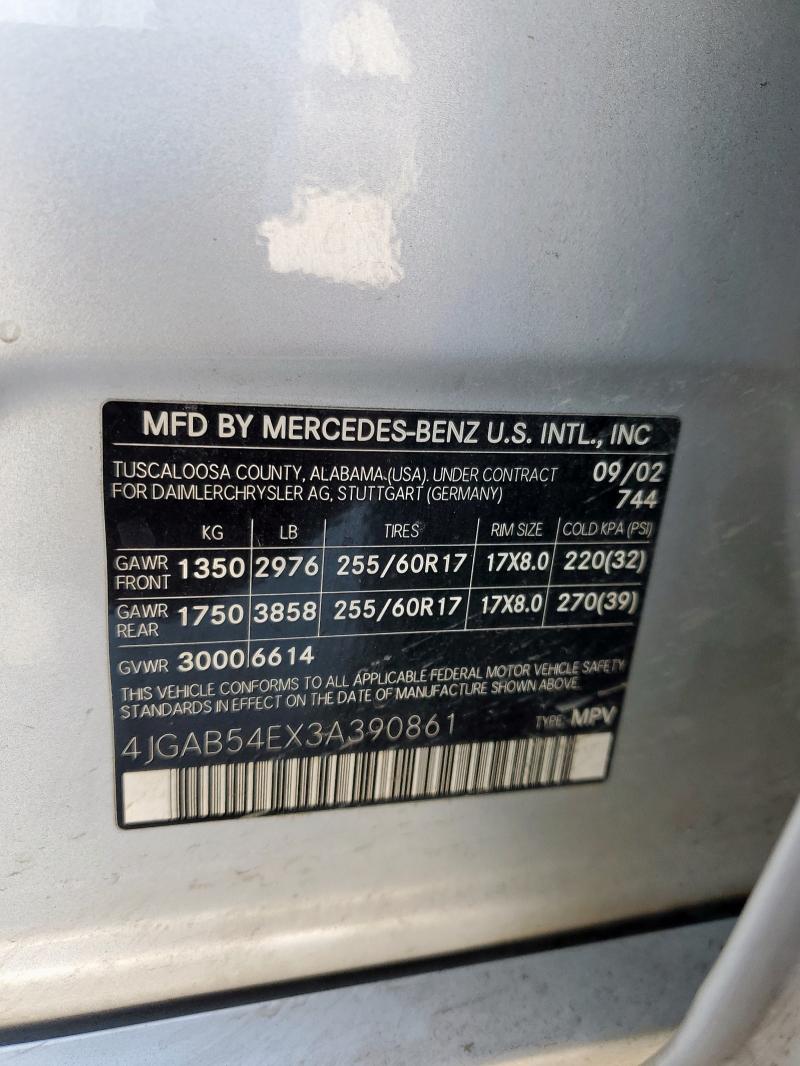 MFD BY MERCEDES-BENZ U.S. INTL., INC
TUSCALOOSA COUNTY, ALABAMA.(USA). UNDER CONTRACT 09/02
FOR DAIMLERCHRYSLER AG, STUTTGART (GERMANY) 744
KG LB TIRES RIM SIZE COLD KPA (PSI)
GAWR FRONT 1350 2976 255/60R17 17X8.0 220(32)
GAWR REAR 1750 3858 255/60R17 17X8.0 270(39)
GVWR 3000 6614
THIS VEHICLE CONFORMS TO ALL APPLICABLE FEDERAL MOTOR VEHICLE SAFETY
STANDARDS IN EFFECT ON THE DATE OF MANUFACTURE SHOWN ABOVE.
4JGAB54EX3A390861 TYPE: MPV